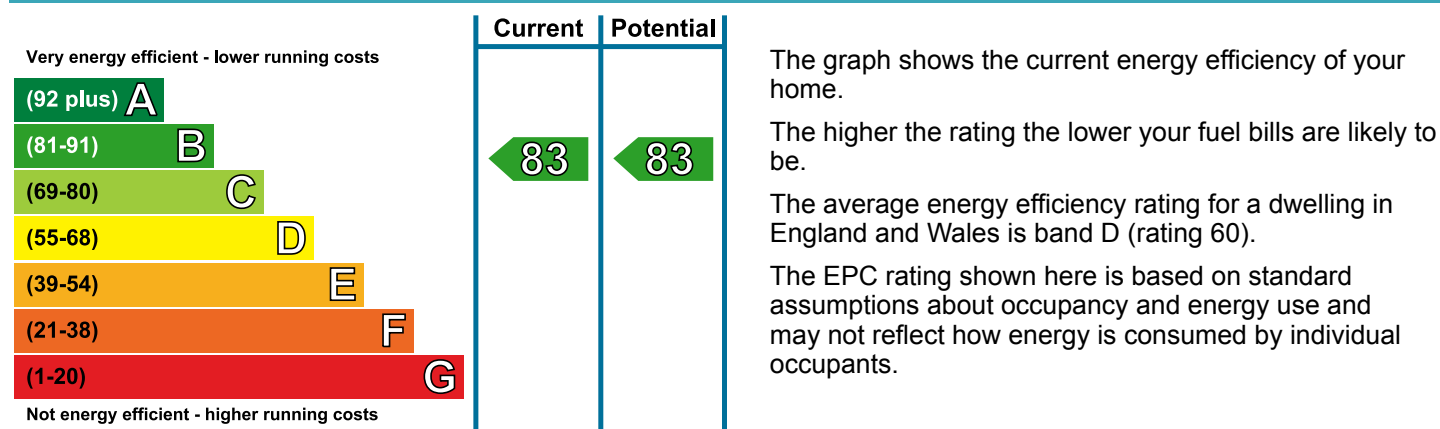 Current Potential
Very energy efficient - lower running costs
(92 plus) A
(81-91) B
83 83
(69-80) C
(55-68) D
(39-54) E
(21-38) F
(1-20) G
Not energy efficient - higher running costs
The graph shows the current energy efficiency of your
home.
The higher the rating the lower your fuel bills are likely to
be.
The average energy efficiency rating for a dwelling in
England and Wales is band D (rating 60).
The EPC rating shown here is based on standard
assumptions about occupancy and energy use and
may not reflect how energy is consumed by individual
occupants.